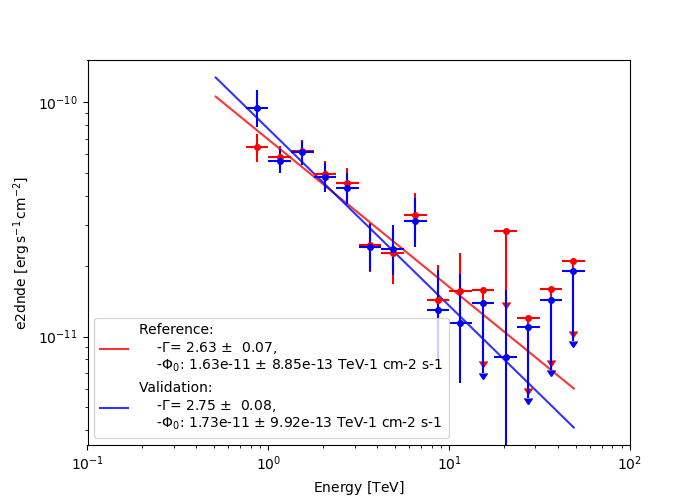 e2dnde [erg s⁻¹ cm⁻²]
10⁻¹⁰
10⁻¹¹
Reference:
-Γ= 2.63 ± 0.07,
-Φ₀: 1.63e-11 ± 8.85e-13 TeV-1 cm-2 s-1
Validation:
-Γ= 2.75 ± 0.08,
-Φ₀: 1.73e-11 ± 9.92e-13 TeV-1 cm-2 s-1
10⁻¹ 10⁰ 10¹ 10²
Energy [TeV]